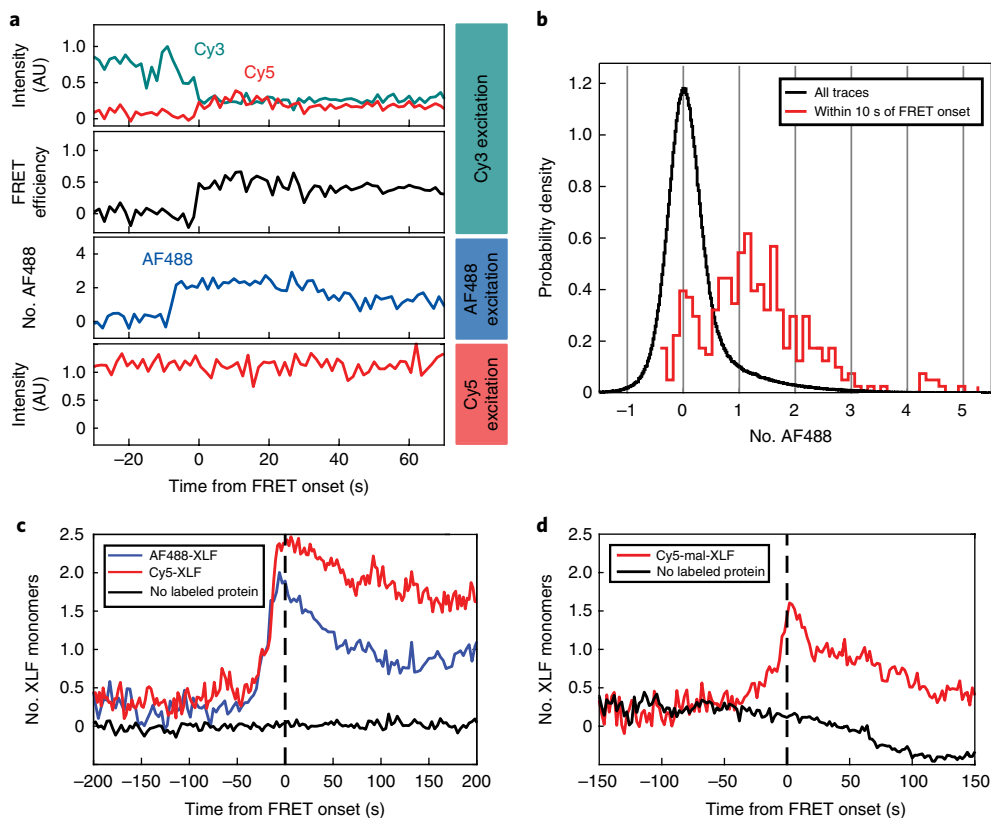 a
Intensity
(AU)
1.0
0.5
0
Cy3
Cy5
Cy3 excitation
FRET
efficiency
1.0
0.5
0
No. AF488
4
2
0
AF488
AF488
excitation
Intensity
(AU)
1.0
0.5
0
Cy5
excitation
−20 0 20 40 60
Time from FRET onset (s)
b
Probability density
1.2
1.0
0.8
0.6
0.4
0.2
0
All traces
Within 10 s of FRET onset
−1 0 1 2 3 4 5
No. AF488
c
No. XLF monomers
2.5
2.0
1.5
1.0
0.5
0
AF488-XLF
Cy5-XLF
No labeled protein
−200 −150 −100 −50 0 50 100 150 200
Time from FRET onset (s)
d
No. XLF monomers
2.5
2.0
1.5
1.0
0.5
0
Cy5-mal-XLF
No labeled protein
−150 −100 −50 0 50 100 150
Time from FRET onset (s)